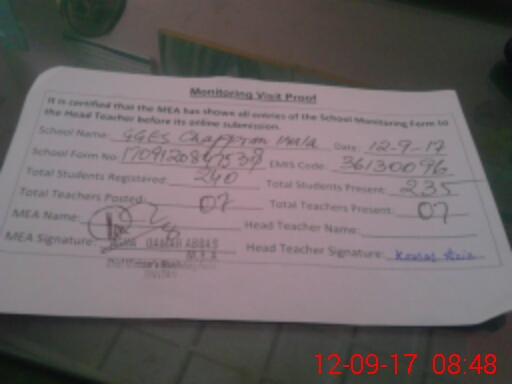 Monitoring Visit Proof
It is certified that the MEA has shown all entries of the School Monitoring Form to
the Head Teacher before its online submission.
School Name: GGES Date: 12-9-17
School Form No: EMIS Code: 36130096
Total Students Registered: 240 Total Students Present: 235
Total Teachers Posted: 07 Total Teachers Present: 07
MEA Name: Head Teacher Name:
MEA Signature: ABBAS Head Teacher Signature:
M.E.A
12-09-17 08:48